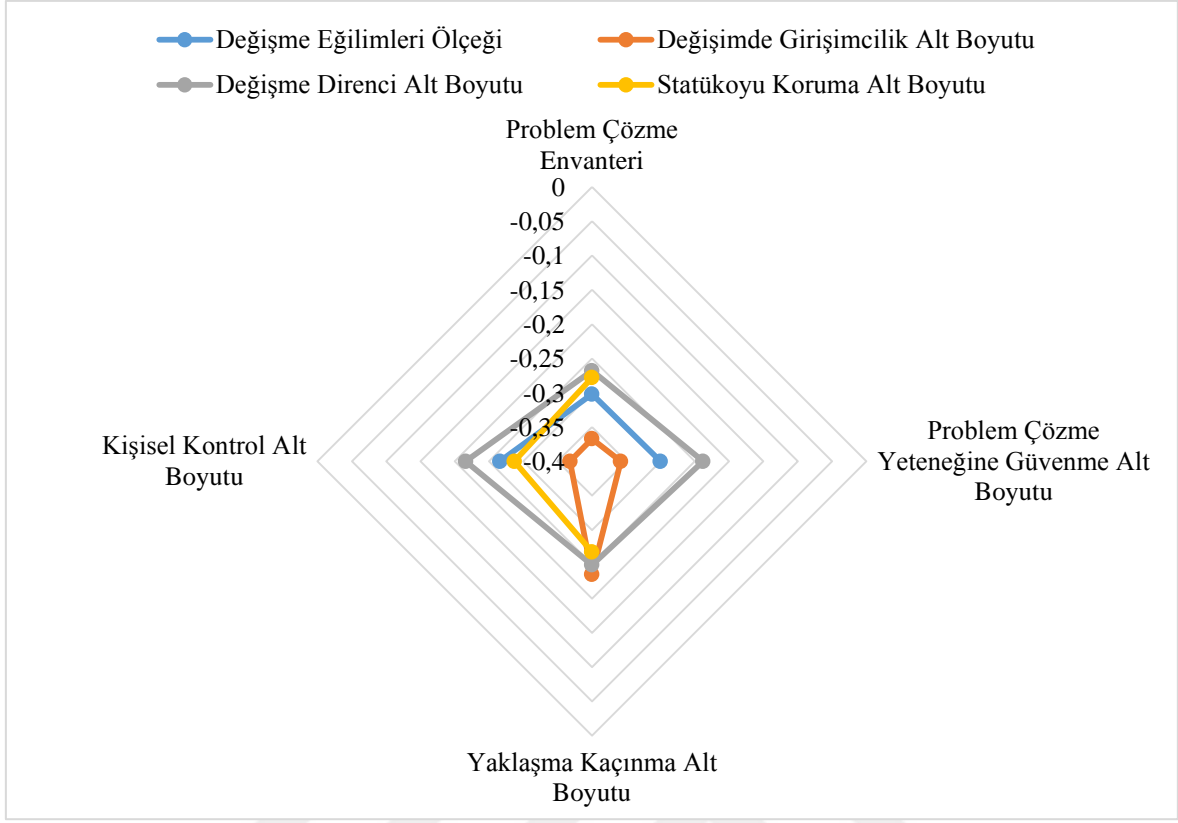 Değişme Eğilimleri Ölçeği
Değişimde Girişimcilik Alt Boyutu
Değişme Direnci Alt Boyutu
Statükoyu Koruma Alt Boyutu
Problem Çözme
Envanteri
0
-0,05
-0,1
-0,15
-0,2
-0,25
-0,3
-0,35
-0,4
Kişisel Kontrol Alt
Boyutu
Problem Çözme
Yeteneğine Güvenme Alt
Boyutu
Yaklaşma Kaçınma Alt
Boyutu